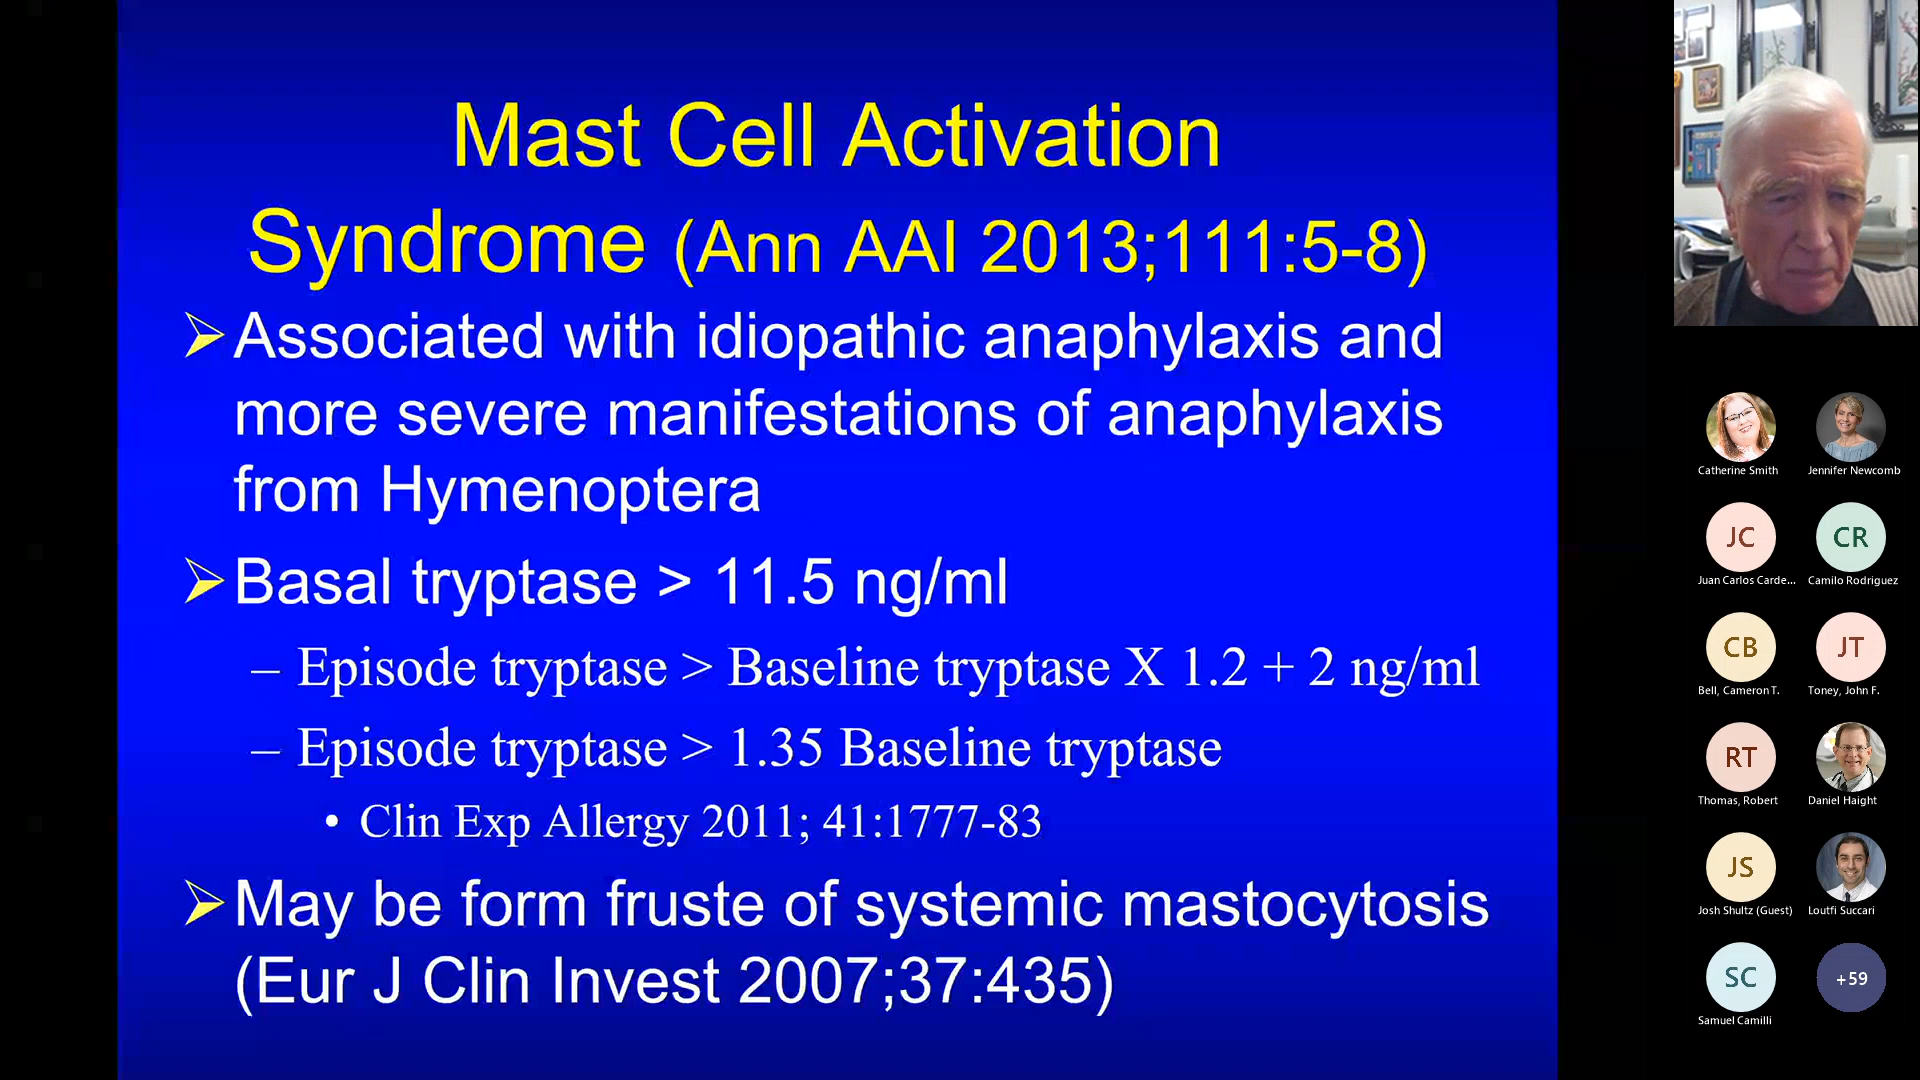 Mast Cell Activation
Syndrome (Ann AAI 2013;111:5-8)
➢Associated with idiopathic anaphylaxis and
more severe manifestations of anaphylaxis
from Hymenoptera
➢Basal tryptase > 11.5 ng/ml
– Episode tryptase > Baseline tryptase X 1.2 + 2 ng/ml
– Episode tryptase > 1.35 Baseline tryptase
• Clin Exp Allergy 2011; 41:1777-83
➢May be form fruste of systemic mastocytosis
(Eur J Clin Invest 2007;37:435)
Catherine Smith
Jennifer Newcomb
JC
Juan Carlos Carde...
CR
Camilo Rodriguez
CB
Bell, Cameron T.
JT
Toney, John F.
RT
Thomas, Robert
Daniel Haight
JS
Josh Shultz (Guest)
Loutfi Succari
SC
Samuel Camilli
+59